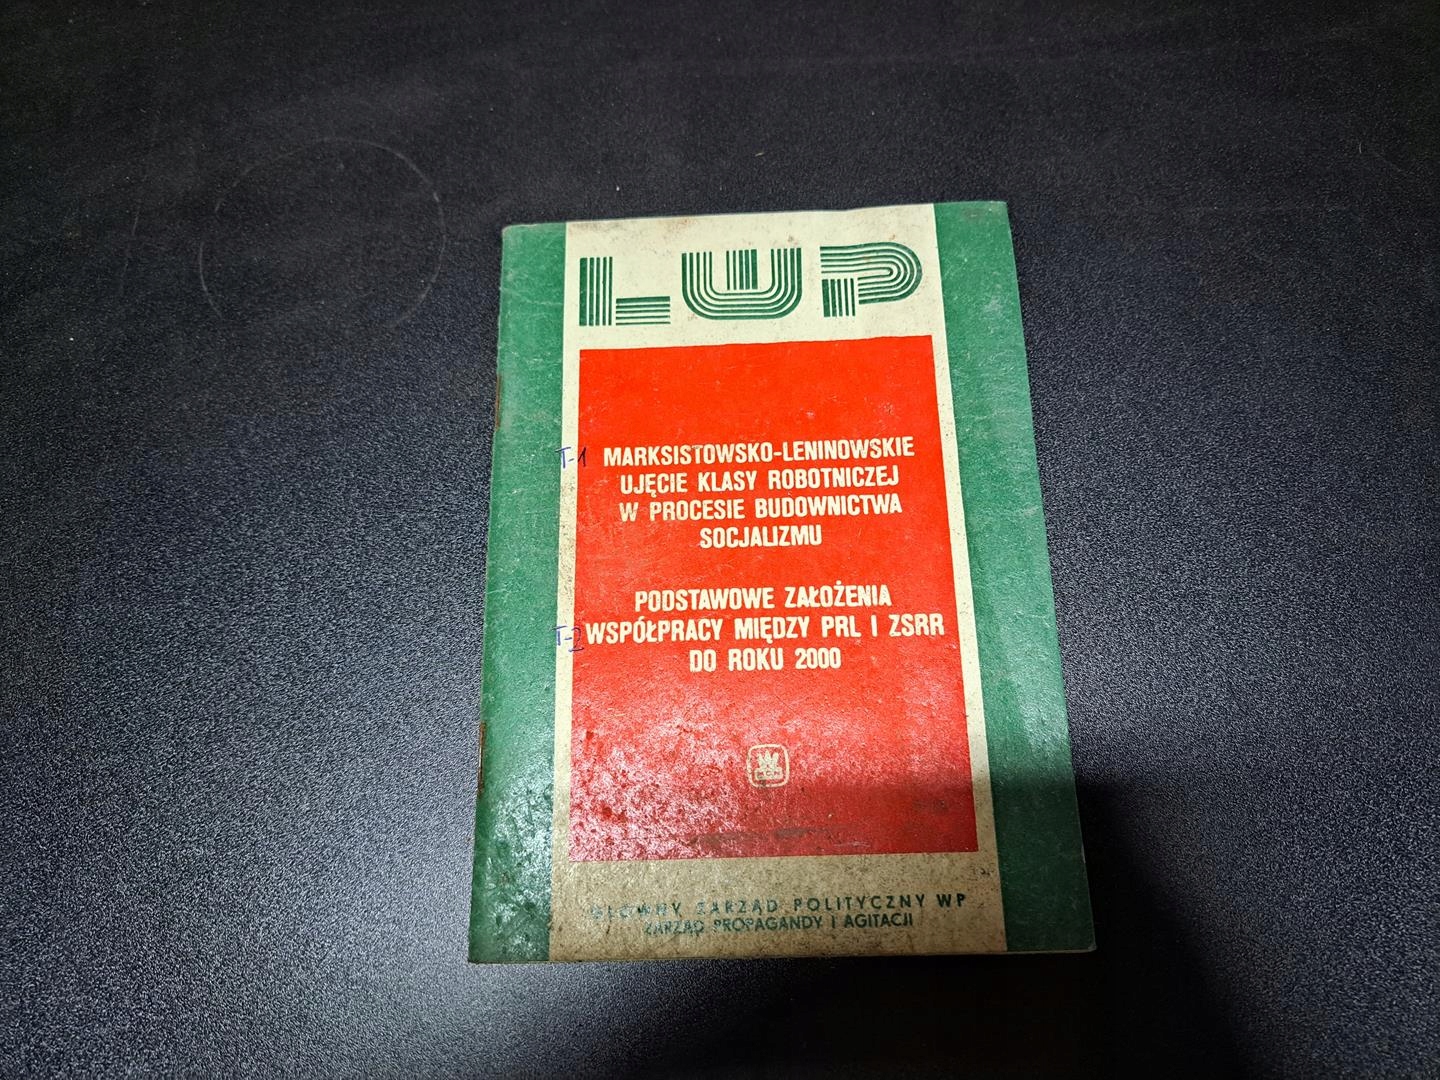 LWP
T-1 MARKSISTOWSKO-LENINOWSKIE
UJĘCIE KLASY ROBOTNICZEJ
W PROCESIE BUDOWNICTWA
SOCJALIZMU
PODSTAWOWE ZAŁOŻENIA
T-2 WSPÓŁPRACY MIĘDZY PRL I ZSRR
DO ROKU 2000
W
GŁÓWNY ZARZĄD POLITYCZNY WP
ZARZĄD PROPAGANDY I AGITACJI